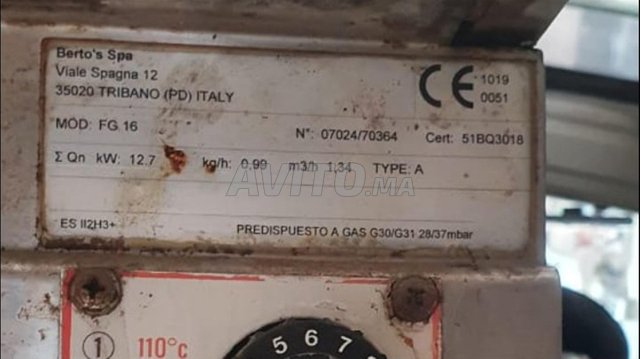 Berto's Spa
Viale Spagna 12
35020 TRIBANO (PD) ITALY
CE 1019
0051
MOD: FG 16 N°: 07024/70364 Cert: 51BQ3018
Σ Qn kW: 12.7 kg/h: 0.99 m3/h 1,34 TYPE: A
AVITO.MA
ES II2H3+ PREDISPUTO A GAS G30/G31 28/37mbar
1 110°c
5 6 7